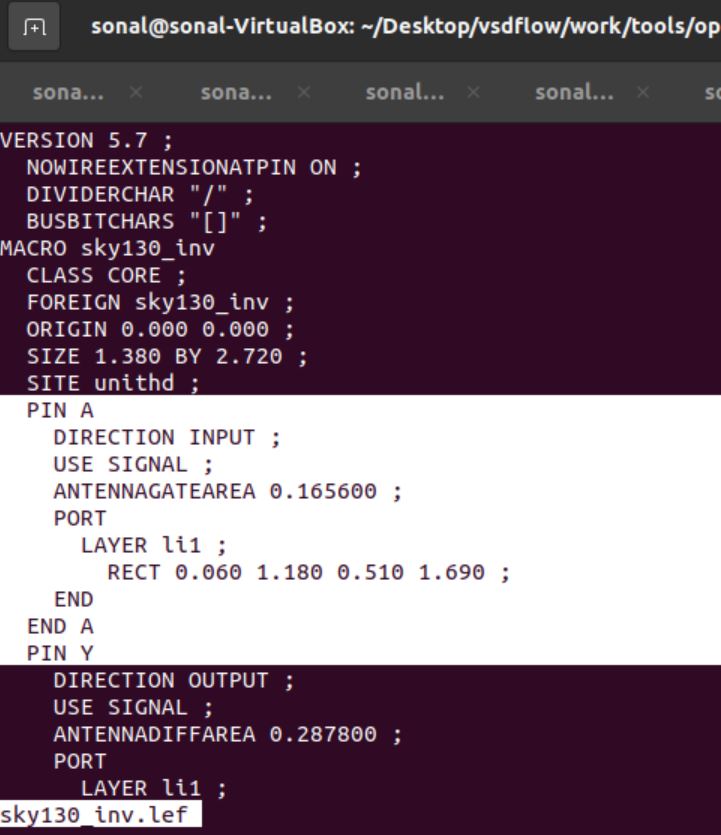 sonal@sonal-VirtualBox: ~/Desktop/vsdflow/work/tools/op
sona... × sona... × sonal... × sonal... × so
VERSION 5.7 ;
  NOWIREEXTENSIONATPIN ON ;
  DIVIDERCHAR "/" ;
  BUSBITCHARS "[]" ;
MACRO sky130_inv
  CLASS CORE ;
  FOREIGN sky130_inv ;
  ORIGIN 0.000 0.000 ;
  SIZE 1.380 BY 2.720 ;
  SITE unithd ;
  PIN A
    DIRECTION INPUT ;
    USE SIGNAL ;
    ANTENNAGATEAREA 0.165600 ;
    PORT
      LAYER li1 ;
        RECT 0.060 1.180 0.510 1.690 ;
    END
  END A
  PIN Y
    DIRECTION OUTPUT ;
    USE SIGNAL ;
    ANTENNADIFFAREA 0.287800 ;
    PORT
      LAYER li1 ;
sky130_inv.lef